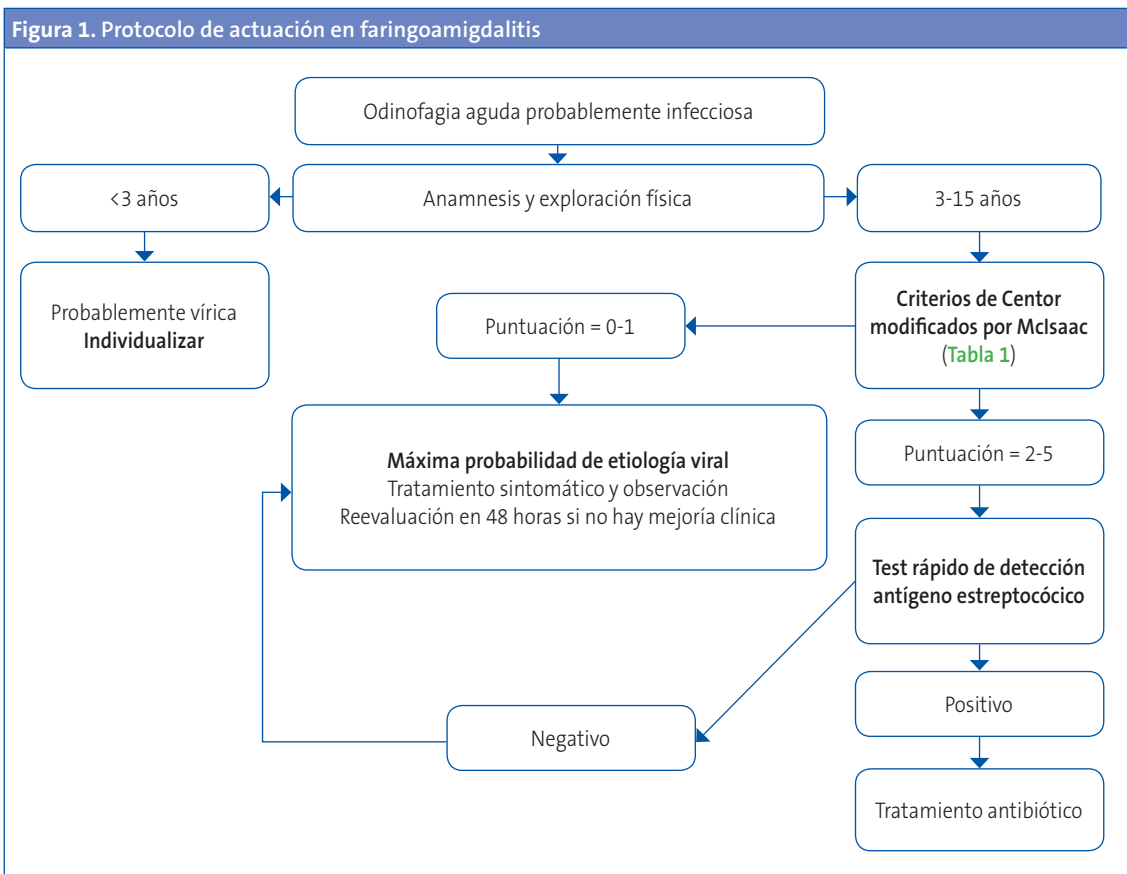 Figura 1. Protocolo de actuación en faringoamigdalitis
Odinofagia aguda probablemente infecciosa
<3 años
Anamnesis y exploración física
3-15 años
Probablemente vírica
Individualizar
Puntuación = 0-1
Criterios de Centor
modificados por McIsaac
(Tabla 1)
Máxima probabilidad de etiología viral
Tratamiento sintomático y observación
Reevaluación en 48 horas si no hay mejoría clínica
Puntuación = 2-5
Test rápido de detección
antígeno estreptocócico
Negativo
Positivo
Tratamiento antibiótico